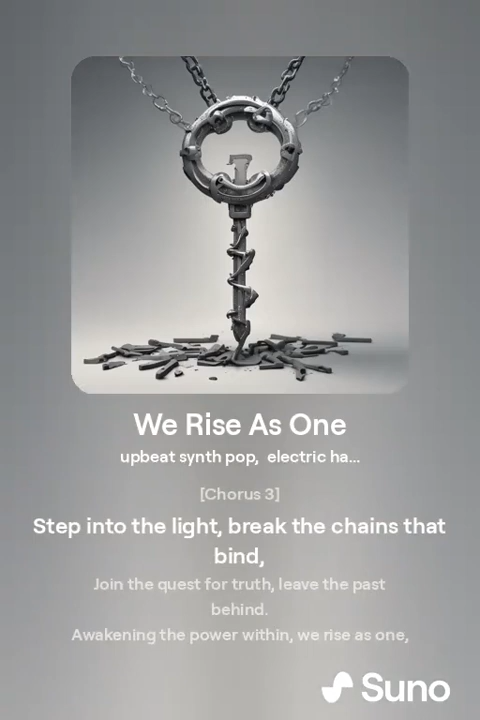 We Rise As One
upbeat synth pop,  electric ha...
[Chorus 3]
Step into the light, break the chains that
bind,
Join the quest for truth, leave the past
behind.
Awakening the power within, we rise as one,
Suno